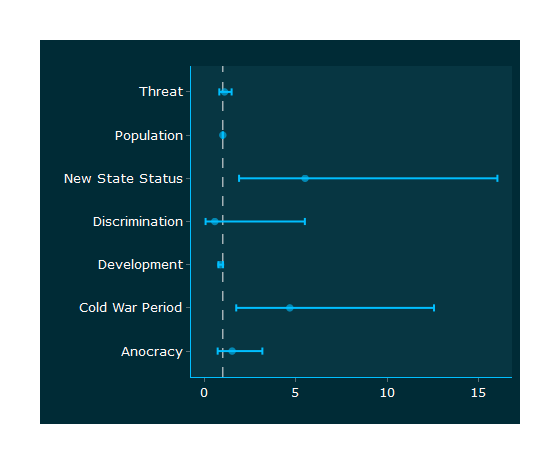 Threat
Population
New State Status
Discrimination
Development
Cold War Period
Anocracy
0 5 10 15